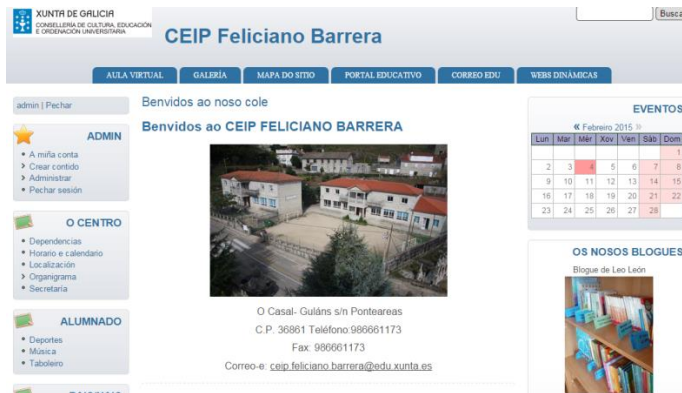 XUNTA DE GALICIA
CONSELLERÍA DE CULTURA, EDUCACIÓN
E ORDENACIÓN UNIVERSITARIA
Busca
CEIP Feliciano Barrera
AULA VIRTUAL GALERÍA MAPA DO SITIO PORTAL EDUCATIVO CORREO EDU WEBS DINÁMICAS
admin | Pechar
ADMIN
A miña conta
Crear contido
Administrar
Pechar sesión
O CENTRO
Dependencias
Horario e calendario
Localización
Organigrama
Secretaría
ALUMNADO
Deportes
Música
Taboleiro
Benvidos ao noso cole
Benvidos ao CEIP FELICIANO BARRERA
O Casal- Guláns s/n Ponteareas
C.P. 36861 Teléfono:986661173
Fax: 986661173
Correo-e: ceip.feliciano.barrera@edu.xunta.es
EVENTOS
« Febreiro 2015 »
Lun Mar Mér Xov Ven Sáb Dom
1
2 3 4 5 6 7 8
9 10 11 12 13 14 15
16 17 18 19 20 21 22
23 24 25 26 27 28
OS NOSOS BLOGUES
Blogue de Leo León